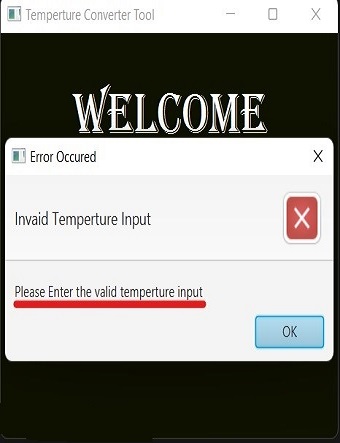 Temperture Converter Tool
WELCOME
Error Occured
Invaid Temperture Input
Please Enter the valid temperture input
OK